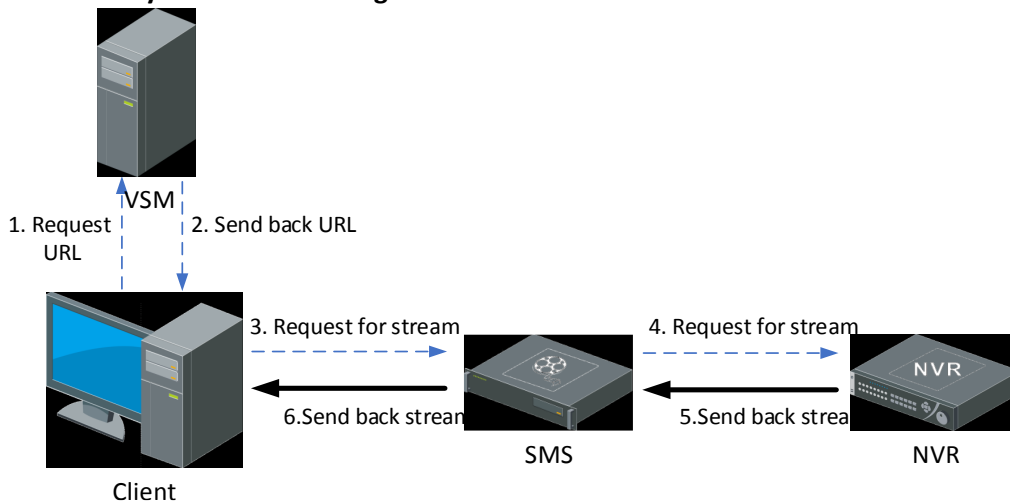 VSM
1. Request
URL
2. Send back URL
3. Request for stream
4. Request for stream
NVR
6.Send back stream
5.Send back strea
SMS
NVR
Client